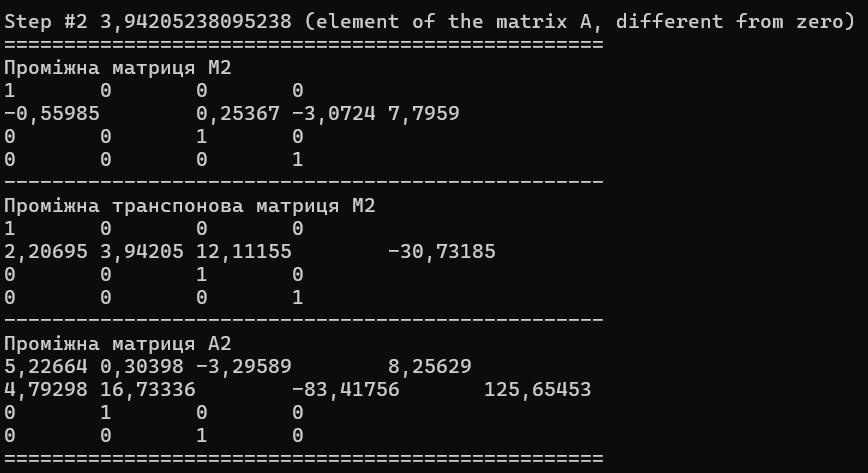 Step #2 3,94205238095238 (element of the matrix A, different from zero)
==================================================
Проміжна матриця M2
1 0 0 0
-0,55985 0,25367 -3,0724 7,7959
0 0 1 0
0 0 0 1
--------------------------------------------------
Проміжна транспонова матриця M2
1 0 0 0
2,20695 3,94205 12,11155 -30,73185
0 0 1 0
0 0 0 1
--------------------------------------------------
Проміжна матриця A2
5,22664 0,30398 -3,29589 8,25629
4,79298 16,73336 -83,41756 125,65453
0 1 0 0
0 0 1 0
==================================================